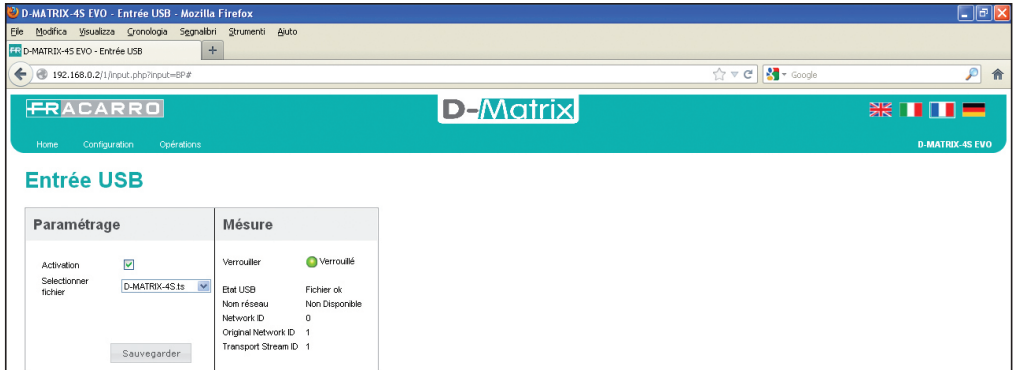 D-MATRIX-4S EVO - Entrée USB - Mozilla Firefox
File Modifica Visualizza Cronologia Segnalibri Strumenti Aiuto
FR D-MATRIX-4S EVO - Entrée USB +
192.168.0.2/1/input.php?input=BP# Google
FRACARRO D-Matrix
Home Configuration Opérations D-MATRIX-4S EVO
Entrée USB
Paramétrage
Activation
Selectionner
fichier
D-MATRIX-4S.ts
Sauvegarder
Mésure
Verrouiller Verrouillé
Etat USB Fichier ok
Nom réseau Non Disponible
Network ID 0
Original Network ID 1
Transport Stream ID 1